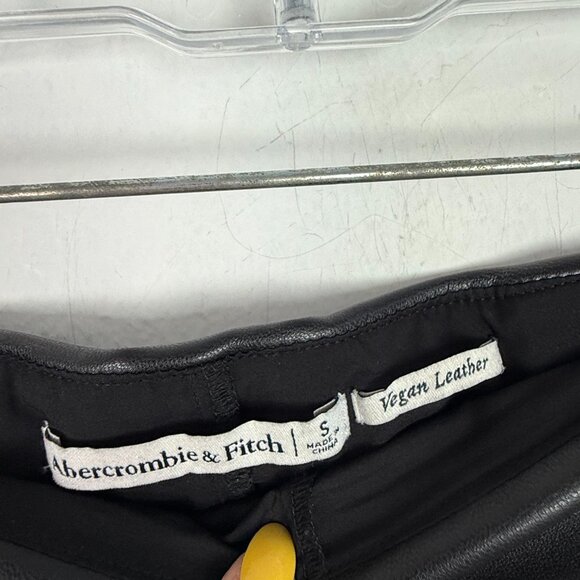 Abercrombie & Fitch
S
MADE IN
CHINA
Vegan Leather